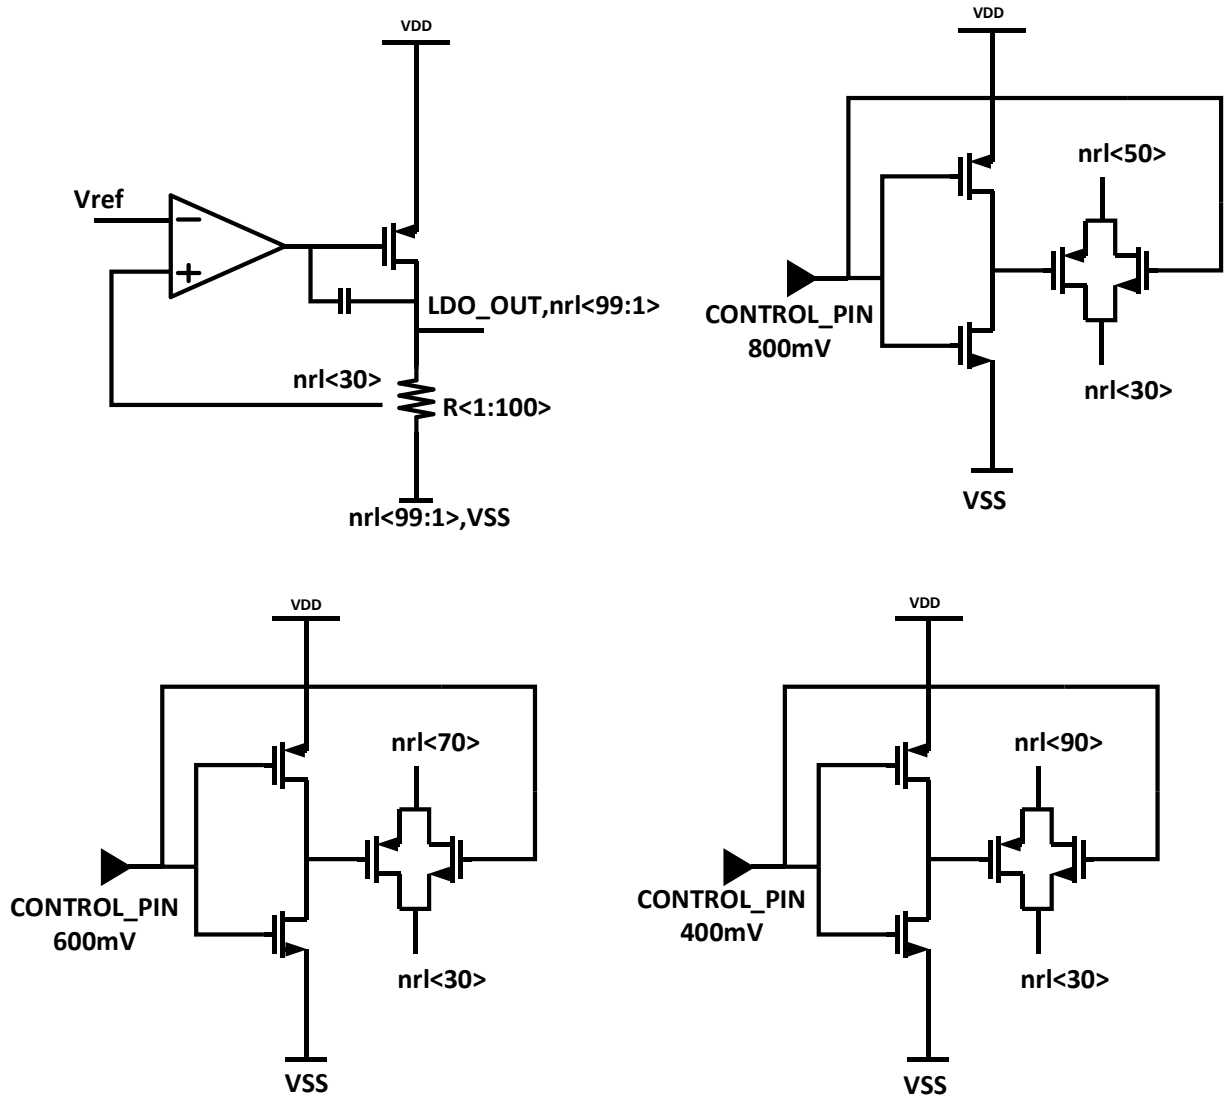 VDD
Vref
LDO_OUT,nrl<99:1>
nrl<30>
R<1:100>
nrl<99:1>,VSS
VDD
nrl<50>
CONTROL_PIN
800mV
nrl<30>
VSS
VDD
nrl<70>
CONTROL_PIN
600mV
nrl<30>
VSS
VDD
nrl<90>
CONTROL_PIN
400mV
nrl<30>
VSS